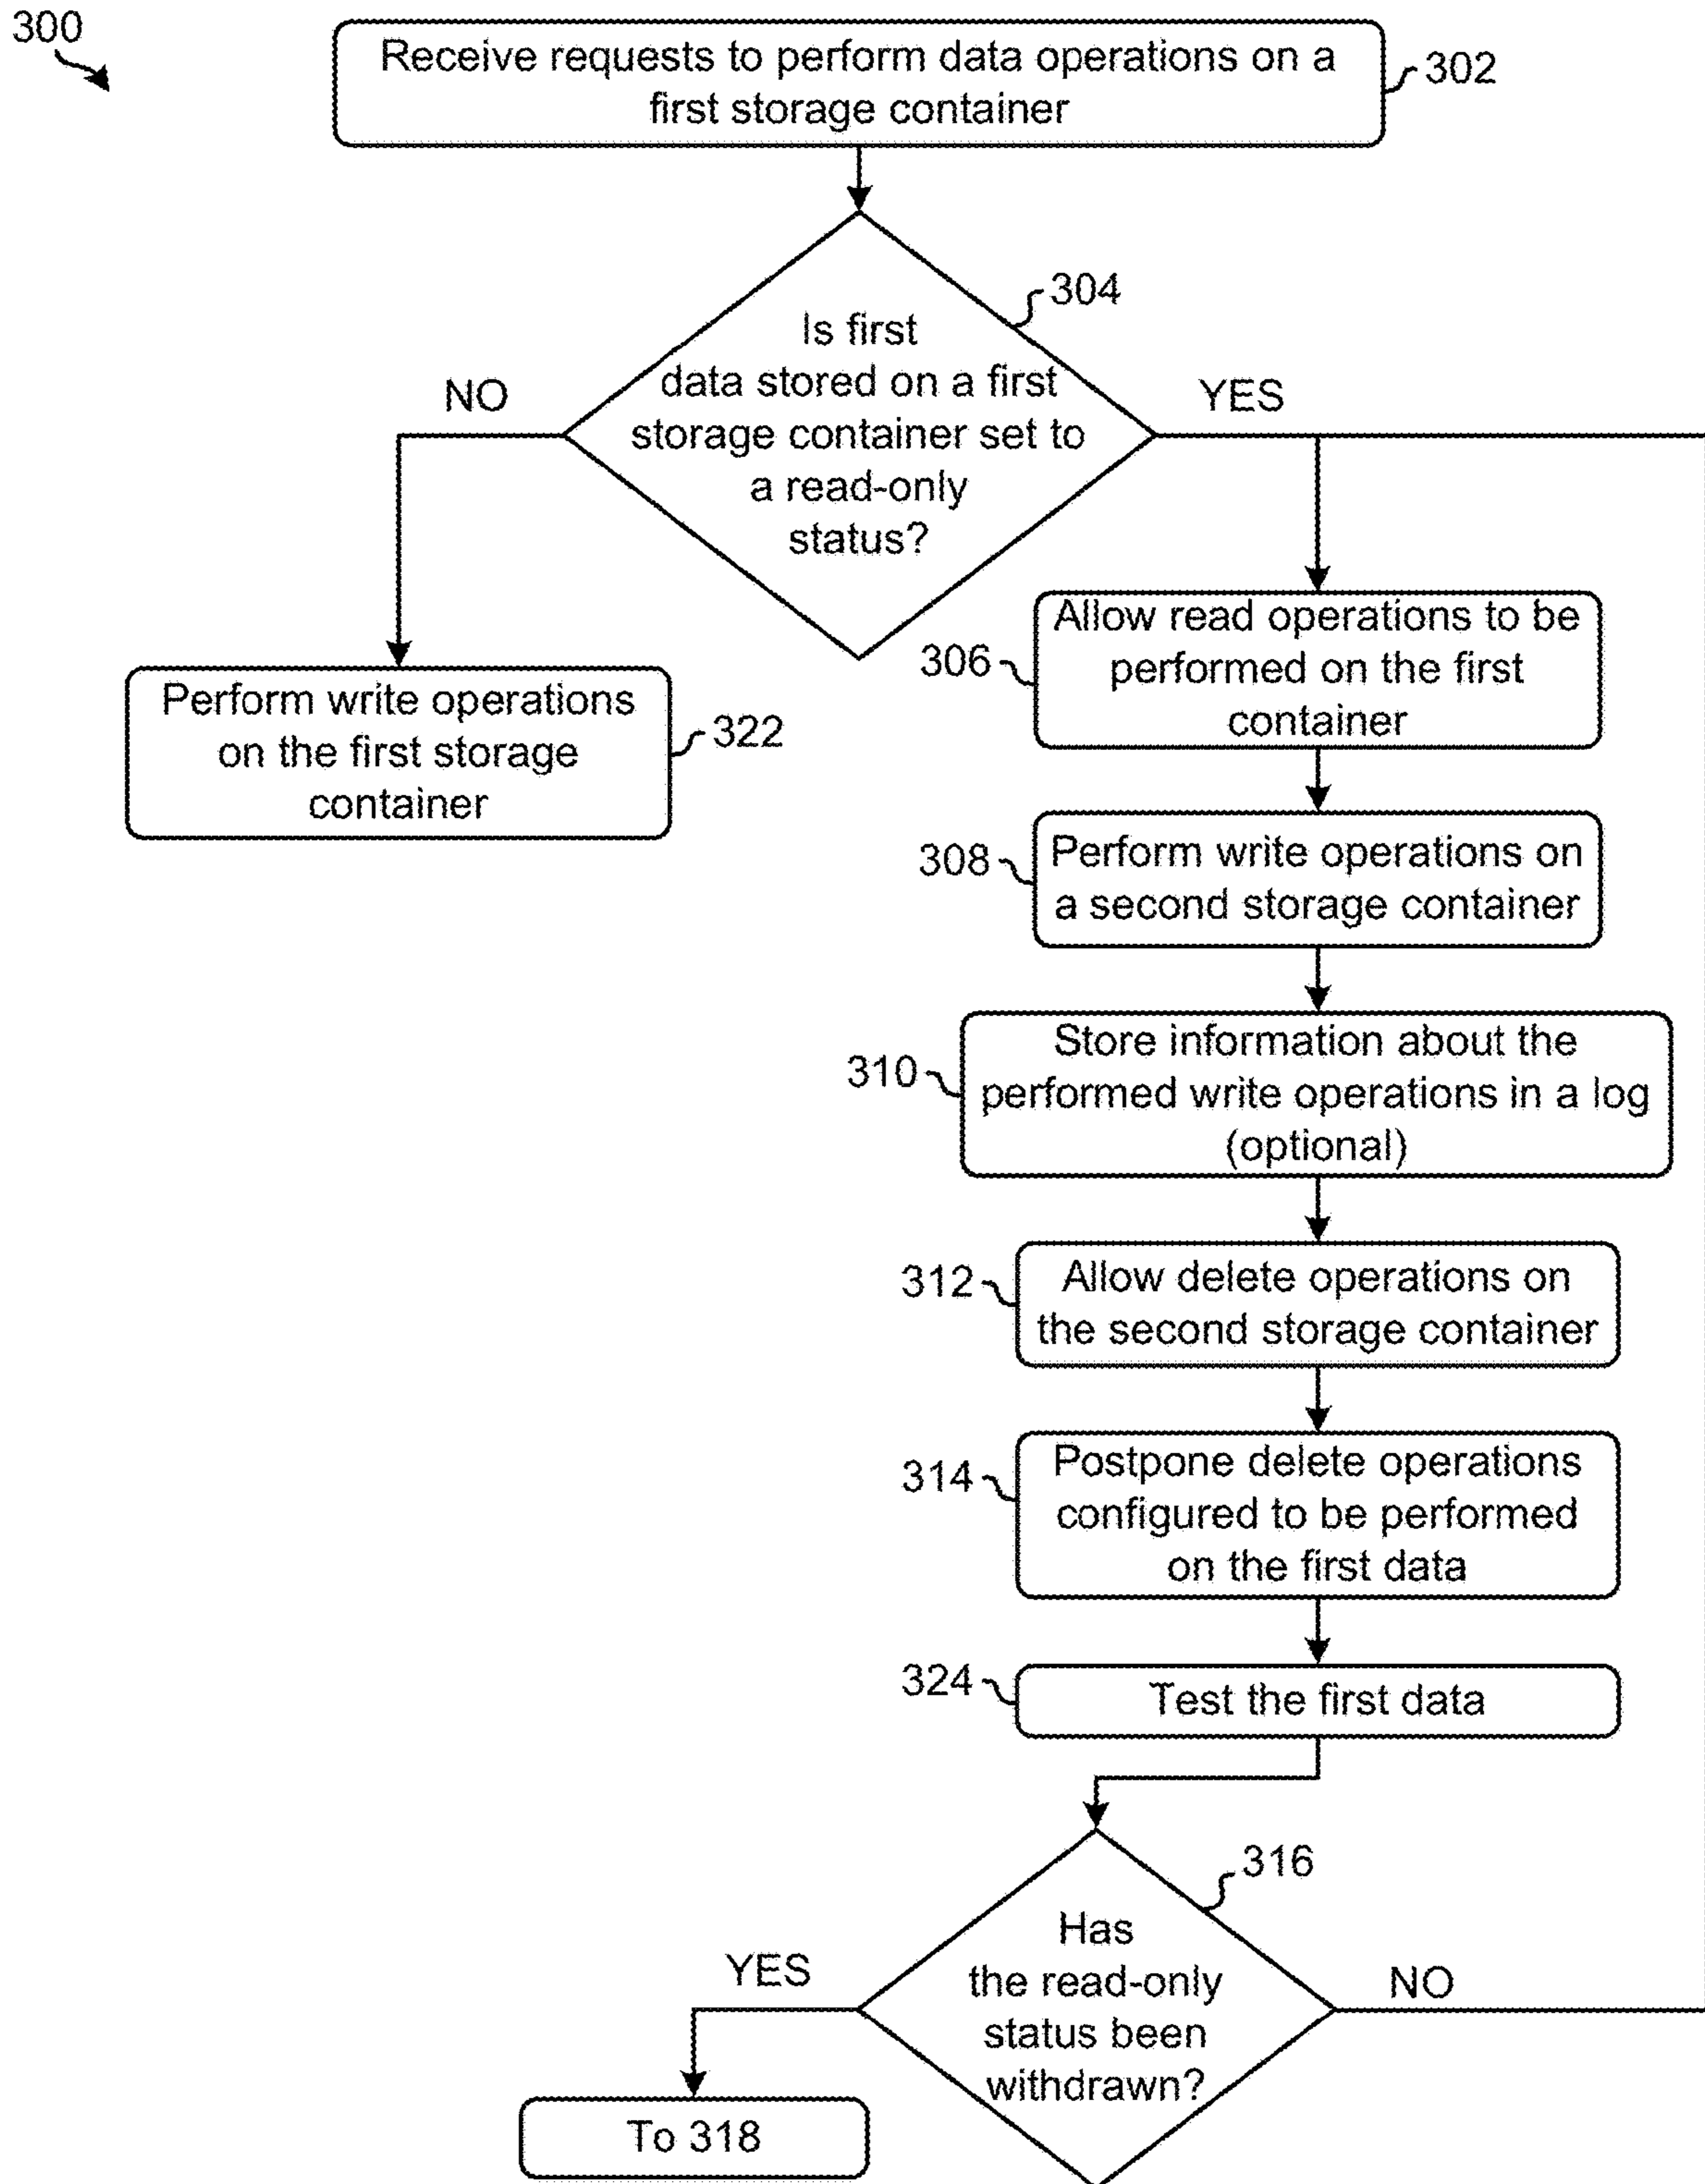 300
Receive requests to perform data operations on a
first storage container
302
304
Is first
data stored on a first
storage container set to
a read-only
status?
NO
YES
Allow read operations to be
performed on the first
container
306
Perform write operations
on the first storage
container
322
308
Perform write operations on
a second storage container
310
Store information about the
performed write operations in a log
(optional)
312
Allow delete operations on
the second storage container
314
Postpone delete operations
configured to be performed
on the first data
324
Test the first data
316
Has
the read-only
status been
withdrawn?
YES
NO
To 318